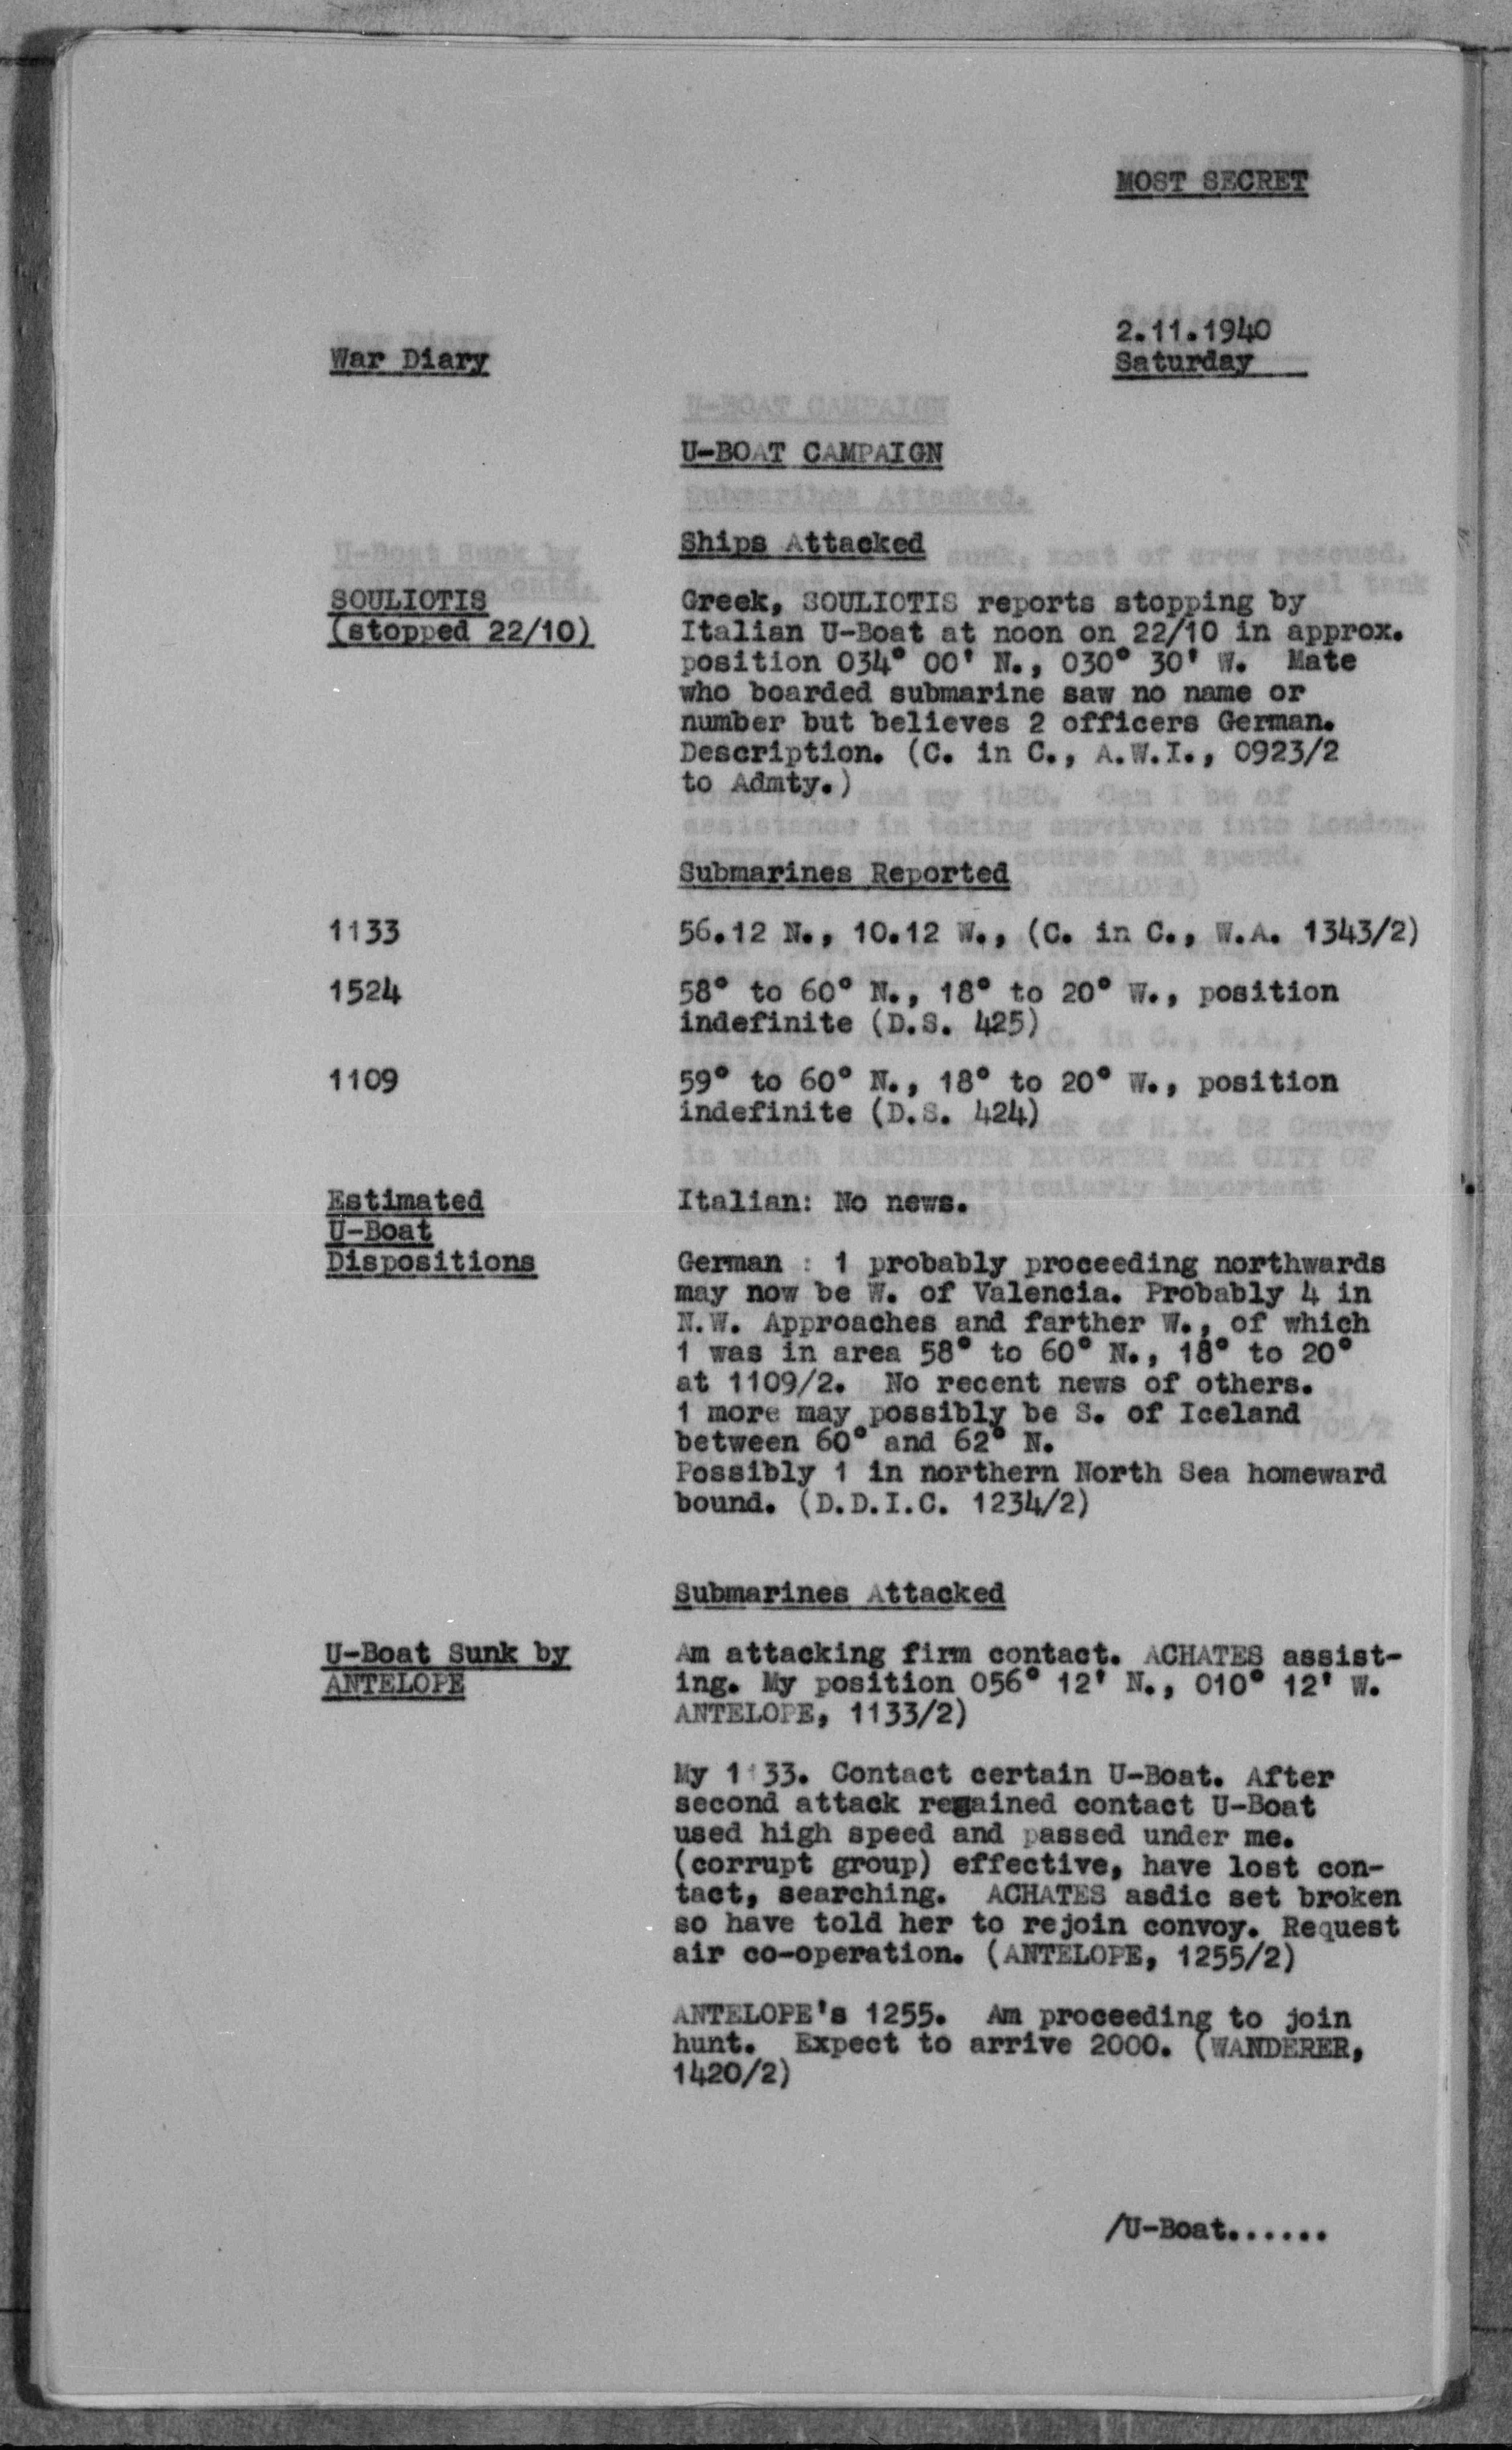 MOST SECRET
2.11.1940
War Diary
Saturday
U-BOAT CAMPAIGN
Ships Attacked
SOULIOTIS
(stopped 22/10)
Greek, SOULIOTIS reports stopping by
Italian U-Boat at noon on 22/10 in approx.
position 034° 00' N., 030° 30' W. Mate
who boarded submarine saw no name or
number but believes 2 officers German.
Description. (C. in C., A.W.I., 0923/2
to Admty.)
Submarines Reported
1133 56.12 N., 10.12 W., (C. in C., W.A. 1343/2)
1524 58° to 60° N., 18° to 20° W., position
indefinite (D.S. 425)
1109 59° to 60° N., 18° to 20° W., position
indefinite (D.S. 424)
Estimated
U-Boat
Dispositions
Italian: No news.
German : 1 probably proceeding northwards
may now be W. of Valencia. Probably 4 in
N.W. Approaches and farther W., of which
1 was in area 58° to 60° N., 18° to 20°
at 1109/2. No recent news of others.
1 more may possibly be S. of Iceland
between 60° and 62° N.
Possibly 1 in northern North Sea homeward
bound. (D.D.I.C. 1234/2)
Submarines Attacked
U-Boat Sunk by
ANTELOPE
Am attacking firm contact. ACHATES assist-
ing. My position 056° 12' N., 010° 12' W.
ANTELOPE, 1133/2)
My 1133. Contact certain U-Boat. After
second attack regained contact U-Boat
used high speed and passed under me.
(corrupt group) effective, have lost con-
tact, searching. ACHATES asdic set broken
so have told her to rejoin convoy. Request
air co-operation. (ANTELOPE, 1255/2)
ANTELOPE's 1255. Am proceeding to join
hunt. Expect to arrive 2000. (WANDERER,
1420/2)
/U-Boat......